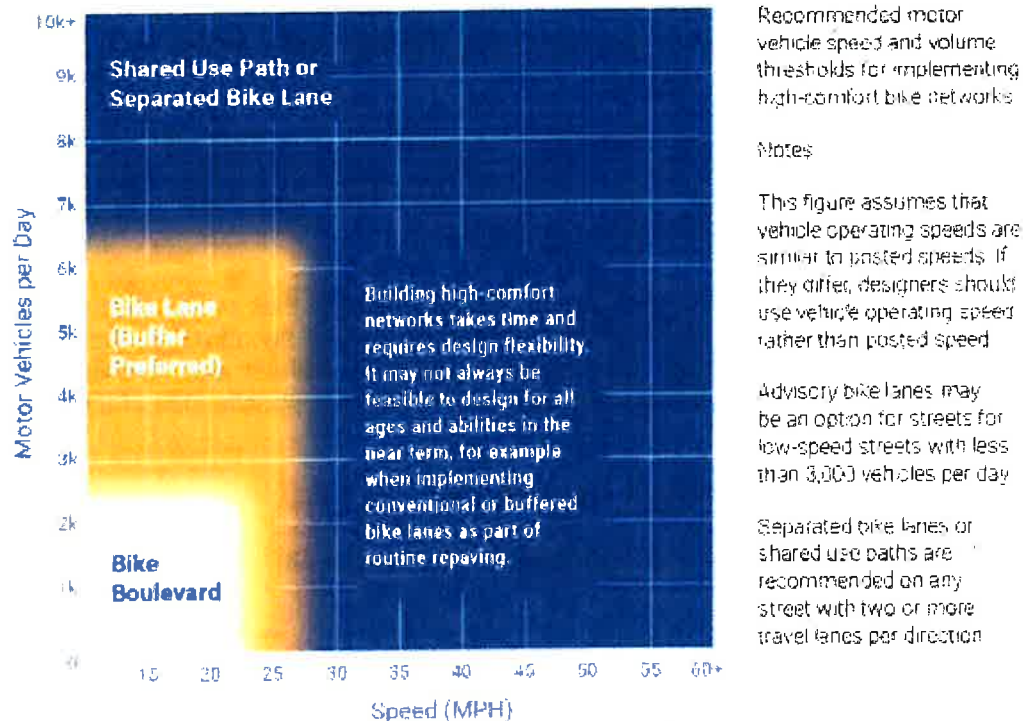 10k+
9k
8k
7k
6k
5k
4k
3k
2k
1k
0
Motor Vehicles per Day
Shared Use Path or
Separated Bike Lane
Bike Lane
(Buffer
Preferred)
Bike
Boulevard
Building high-comfort
networks takes time and
requires design flexibility.
It may not always be
feasible to design for all
ages and abilities in the
near term, for example
when implementing
conventional or buffered
bike lanes as part of
routine repaving.
15 20 25 30 35 40 45 50 55 60+
Speed (MPH)
Recommended motor
vehicle speed and volume
thresholds for implementing
high-comfort bike networks
Notes
This figure assumes that
vehicle operating speeds are
similar to posted speeds. If
they differ, designers should
use vehicle operating speed
rather than posted speed
Advisory bike lanes may
be an option for streets for
low-speed streets with less
than 3,000 vehicles per day
Separated bike lanes or
shared use paths are
recommended on any
street with two or more
travel lanes per direction